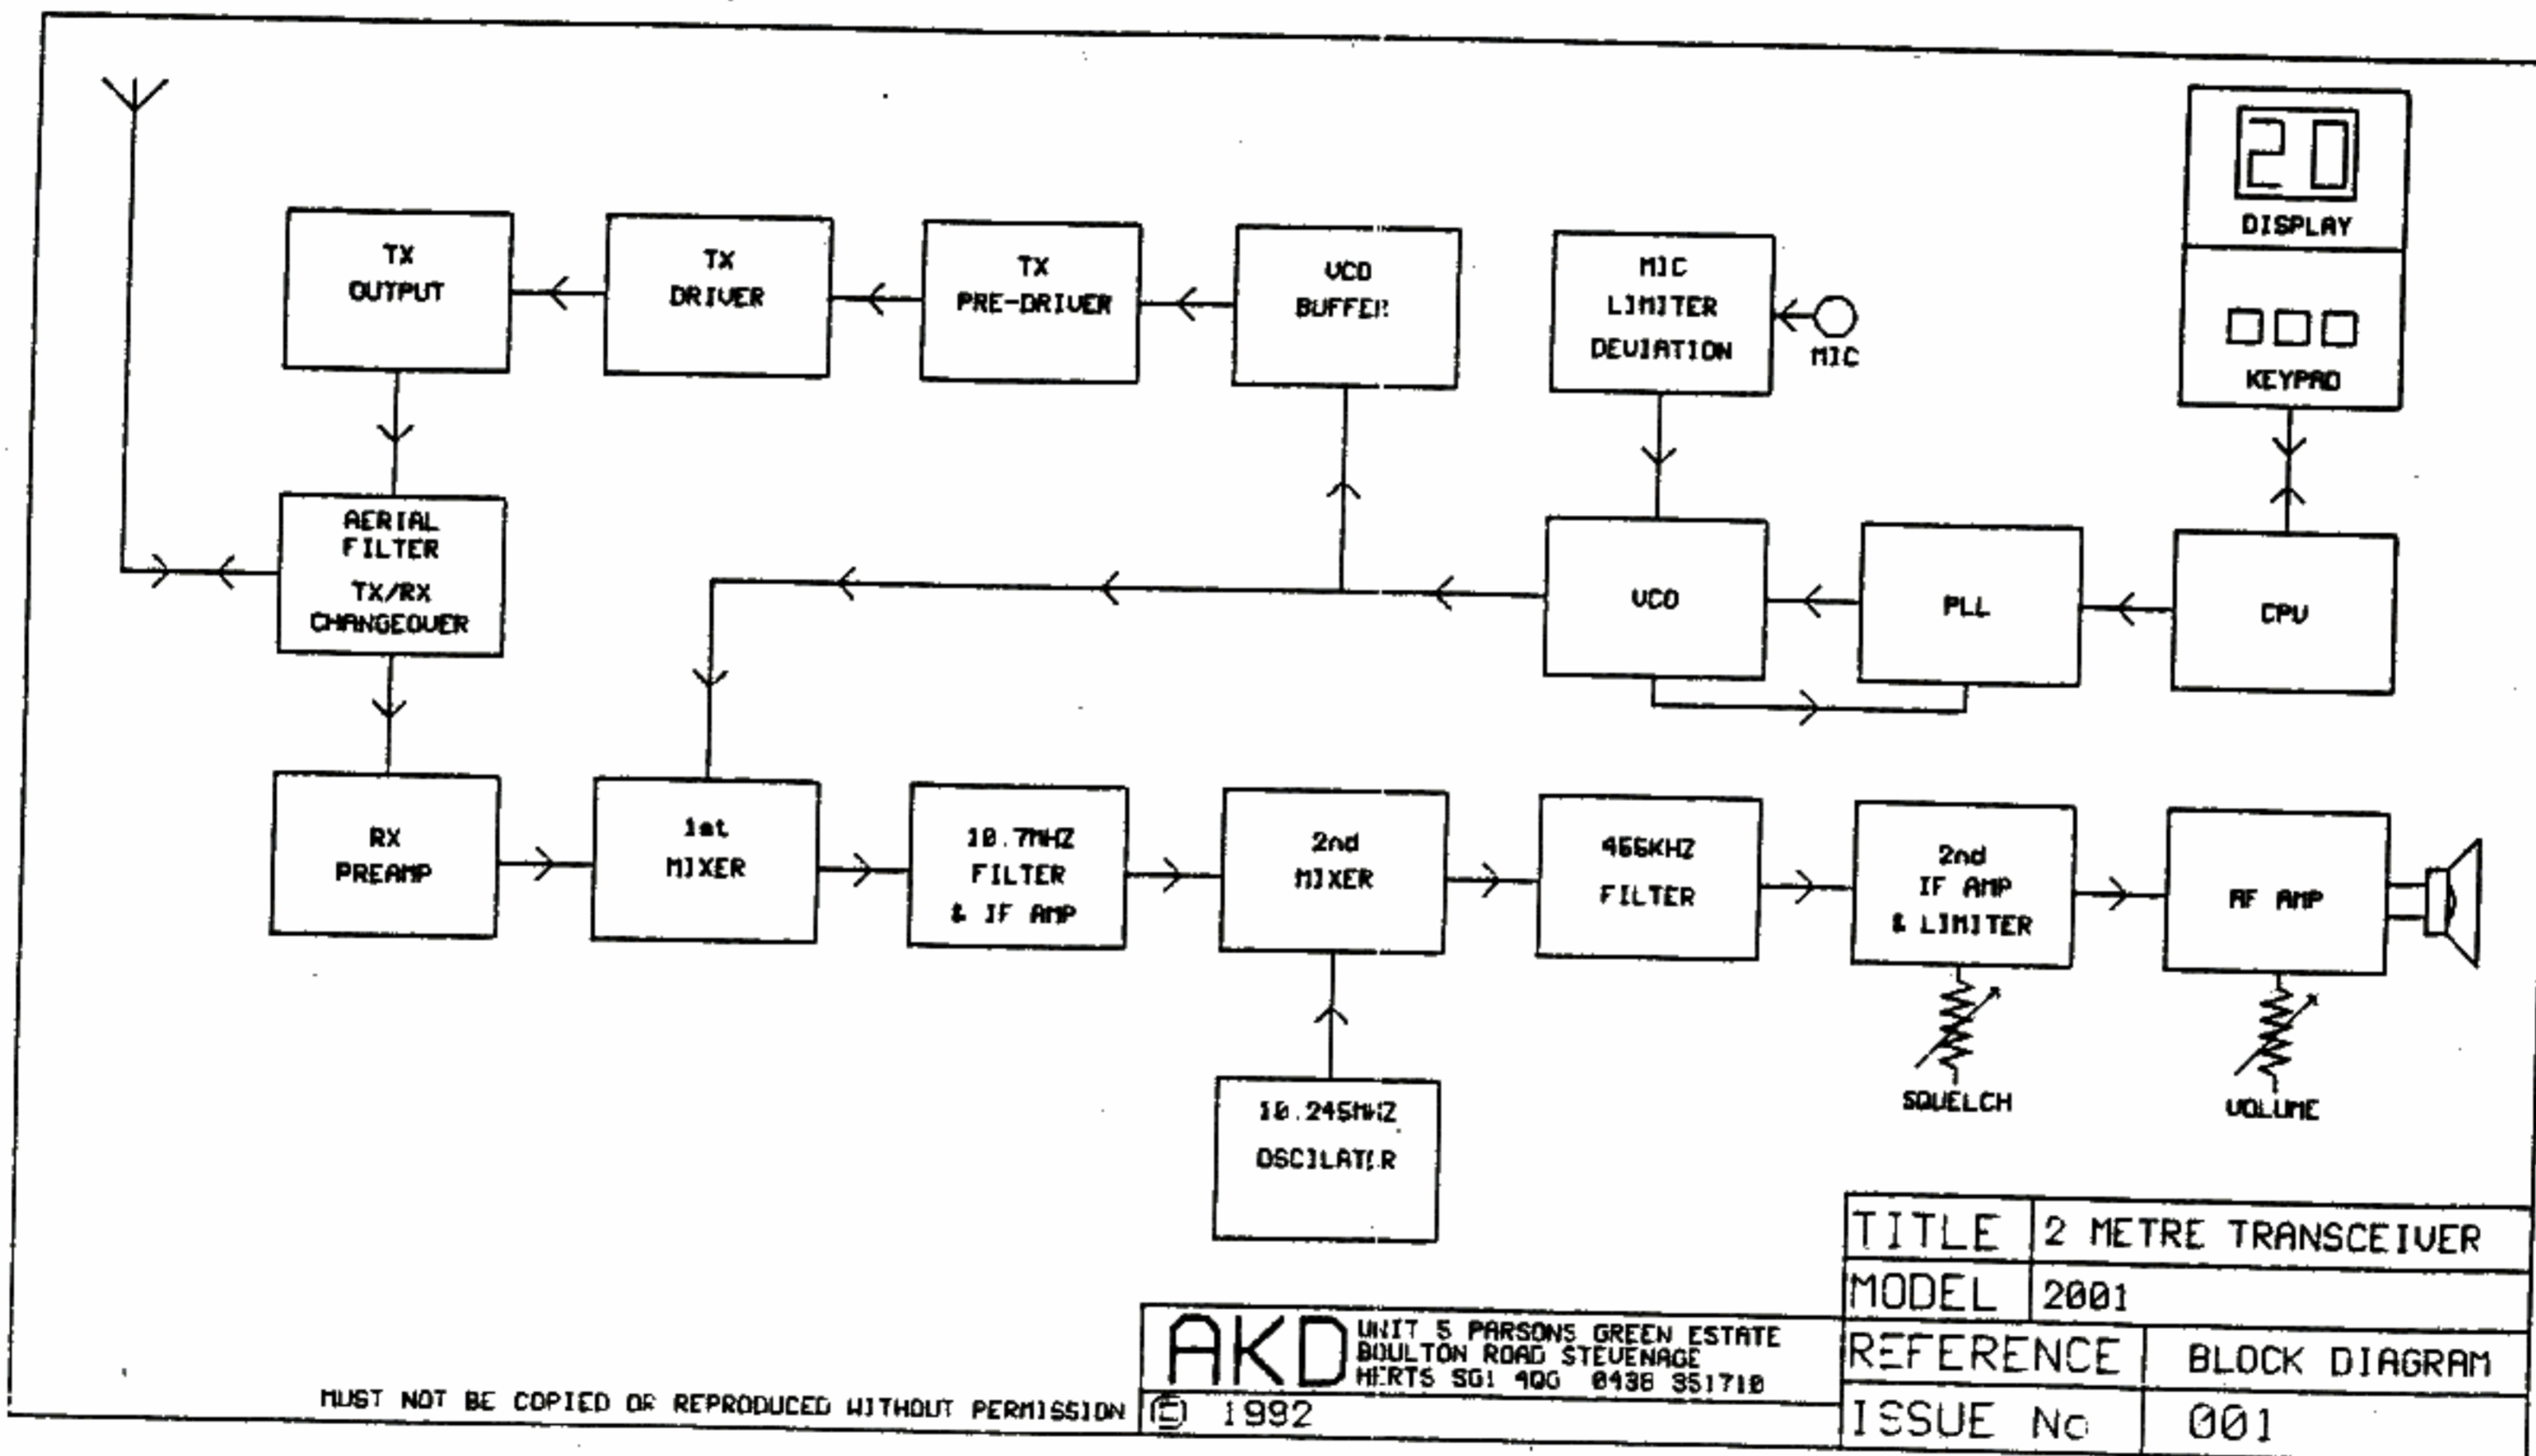 20
DISPLAY
KEYPAD
TX
OUTPUT
TX
DRIVER
TX
PRE-DRIVER
VCO
BUFFER
MIC
LIMITER
DEVIATION
MIC
AERIAL
FILTER
TX/RX
CHANGEOVER
VCO
PLL
CPU
RX
PREAMP
1st
MIXER
10.7MHZ
FILTER
& IF AMP
2nd
MIXER
455KHZ
FILTER
2nd
IF AMP
& LIMITER
AF AMP
SQUELCH
VOLUME
10.245MHZ
OSCILATER
TITLE 2 METRE TRANSCEIVER
MODEL 2001
REFERENCE BLOCK DIAGRAM
ISSUE No 001
AKD
UNIT 5 PARSONS GREEN ESTATE
BOULTON ROAD STEVENAGE
HERTS SG1 4QG 0438 351710
© 1992
MUST NOT BE COPIED OR REPRODUCED WITHOUT PERMISSION